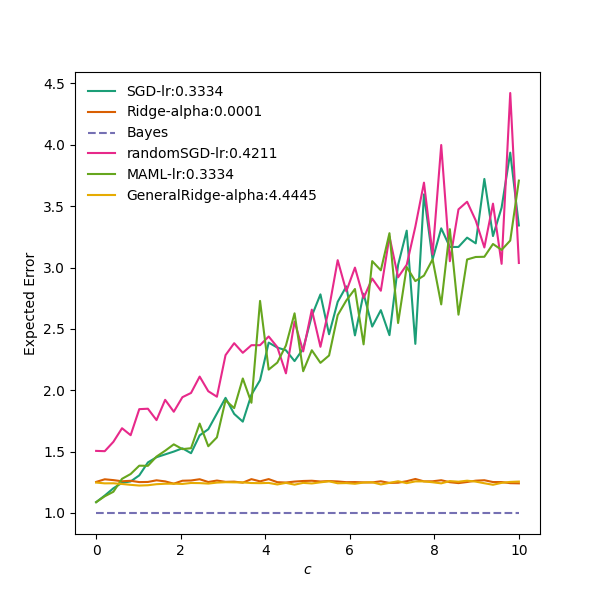 4.5
4.0
3.5
3.0
2.5
2.0
1.5
1.0
Expected Error
SGD-lr:0.3334
Ridge-alpha:0.0001
Bayes
randomSGD-lr:0.4211
MAML-lr:0.3334
GeneralRidge-alpha:4.4445
0 2 4 6 8 10
c